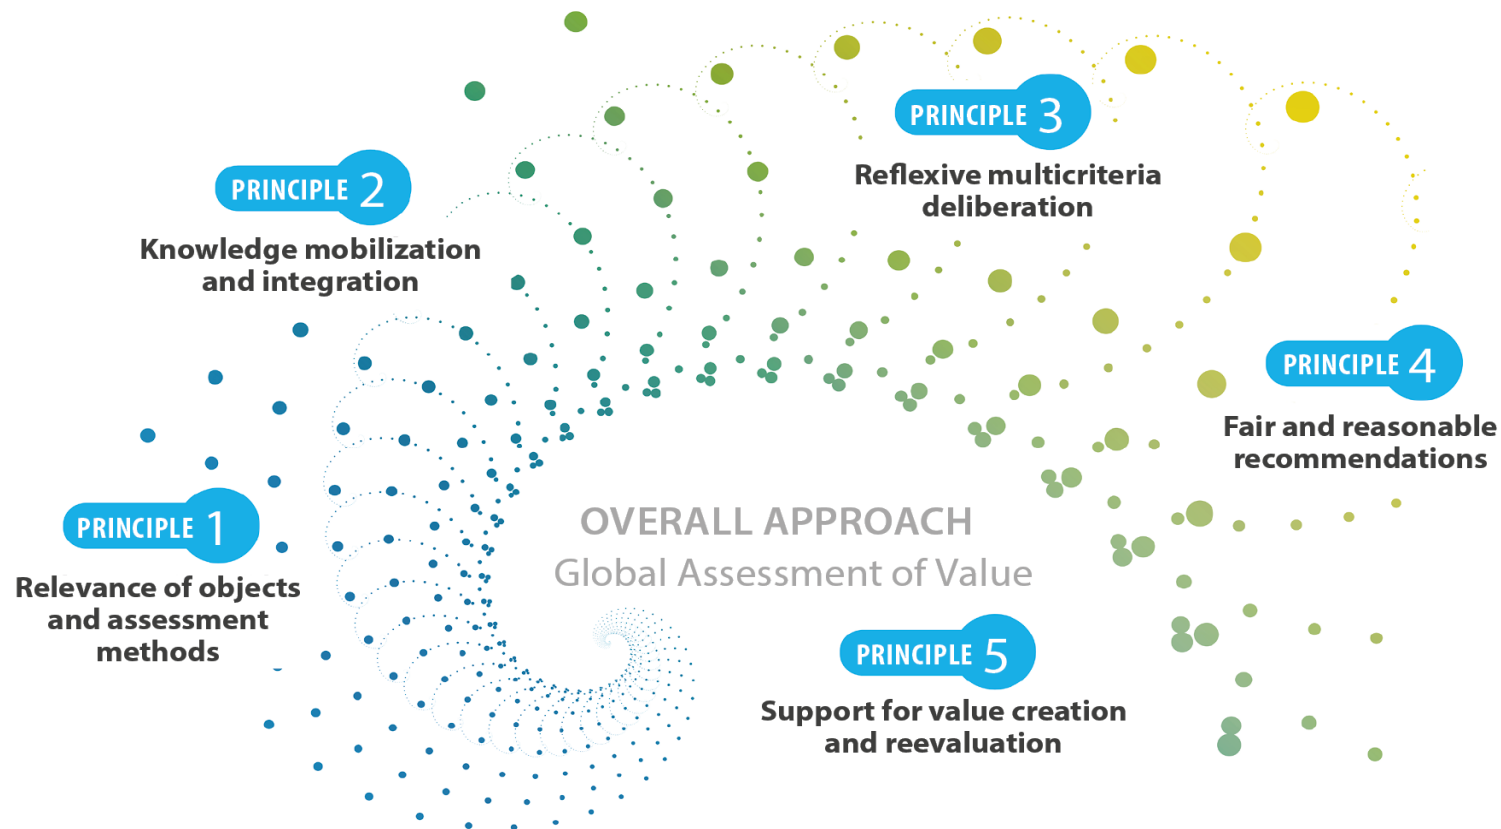 PRINCIPLE 1
Relevance of objects
and assessment
methods
PRINCIPLE 2
Knowledge mobilization
and integration
PRINCIPLE 3
Reflexive multicriteria
deliberation
PRINCIPLE 4
Fair and reasonable
recommendations
OVERALL APPROACH
Global Assessment of Value
PRINCIPLE 5
Support for value creation
and reevaluation